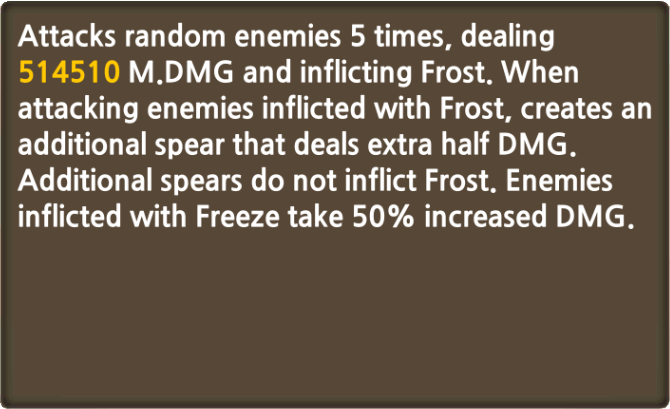 Attacks random enemies 5 times, dealing
514510 M.DMG and inflicting Frost. When
attacking enemies inflicted with Frost, creates an
additional spear that deals extra half DMG.
Additional spears do not inflict Frost. Enemies
inflicted with Freeze take 50% increased DMG.